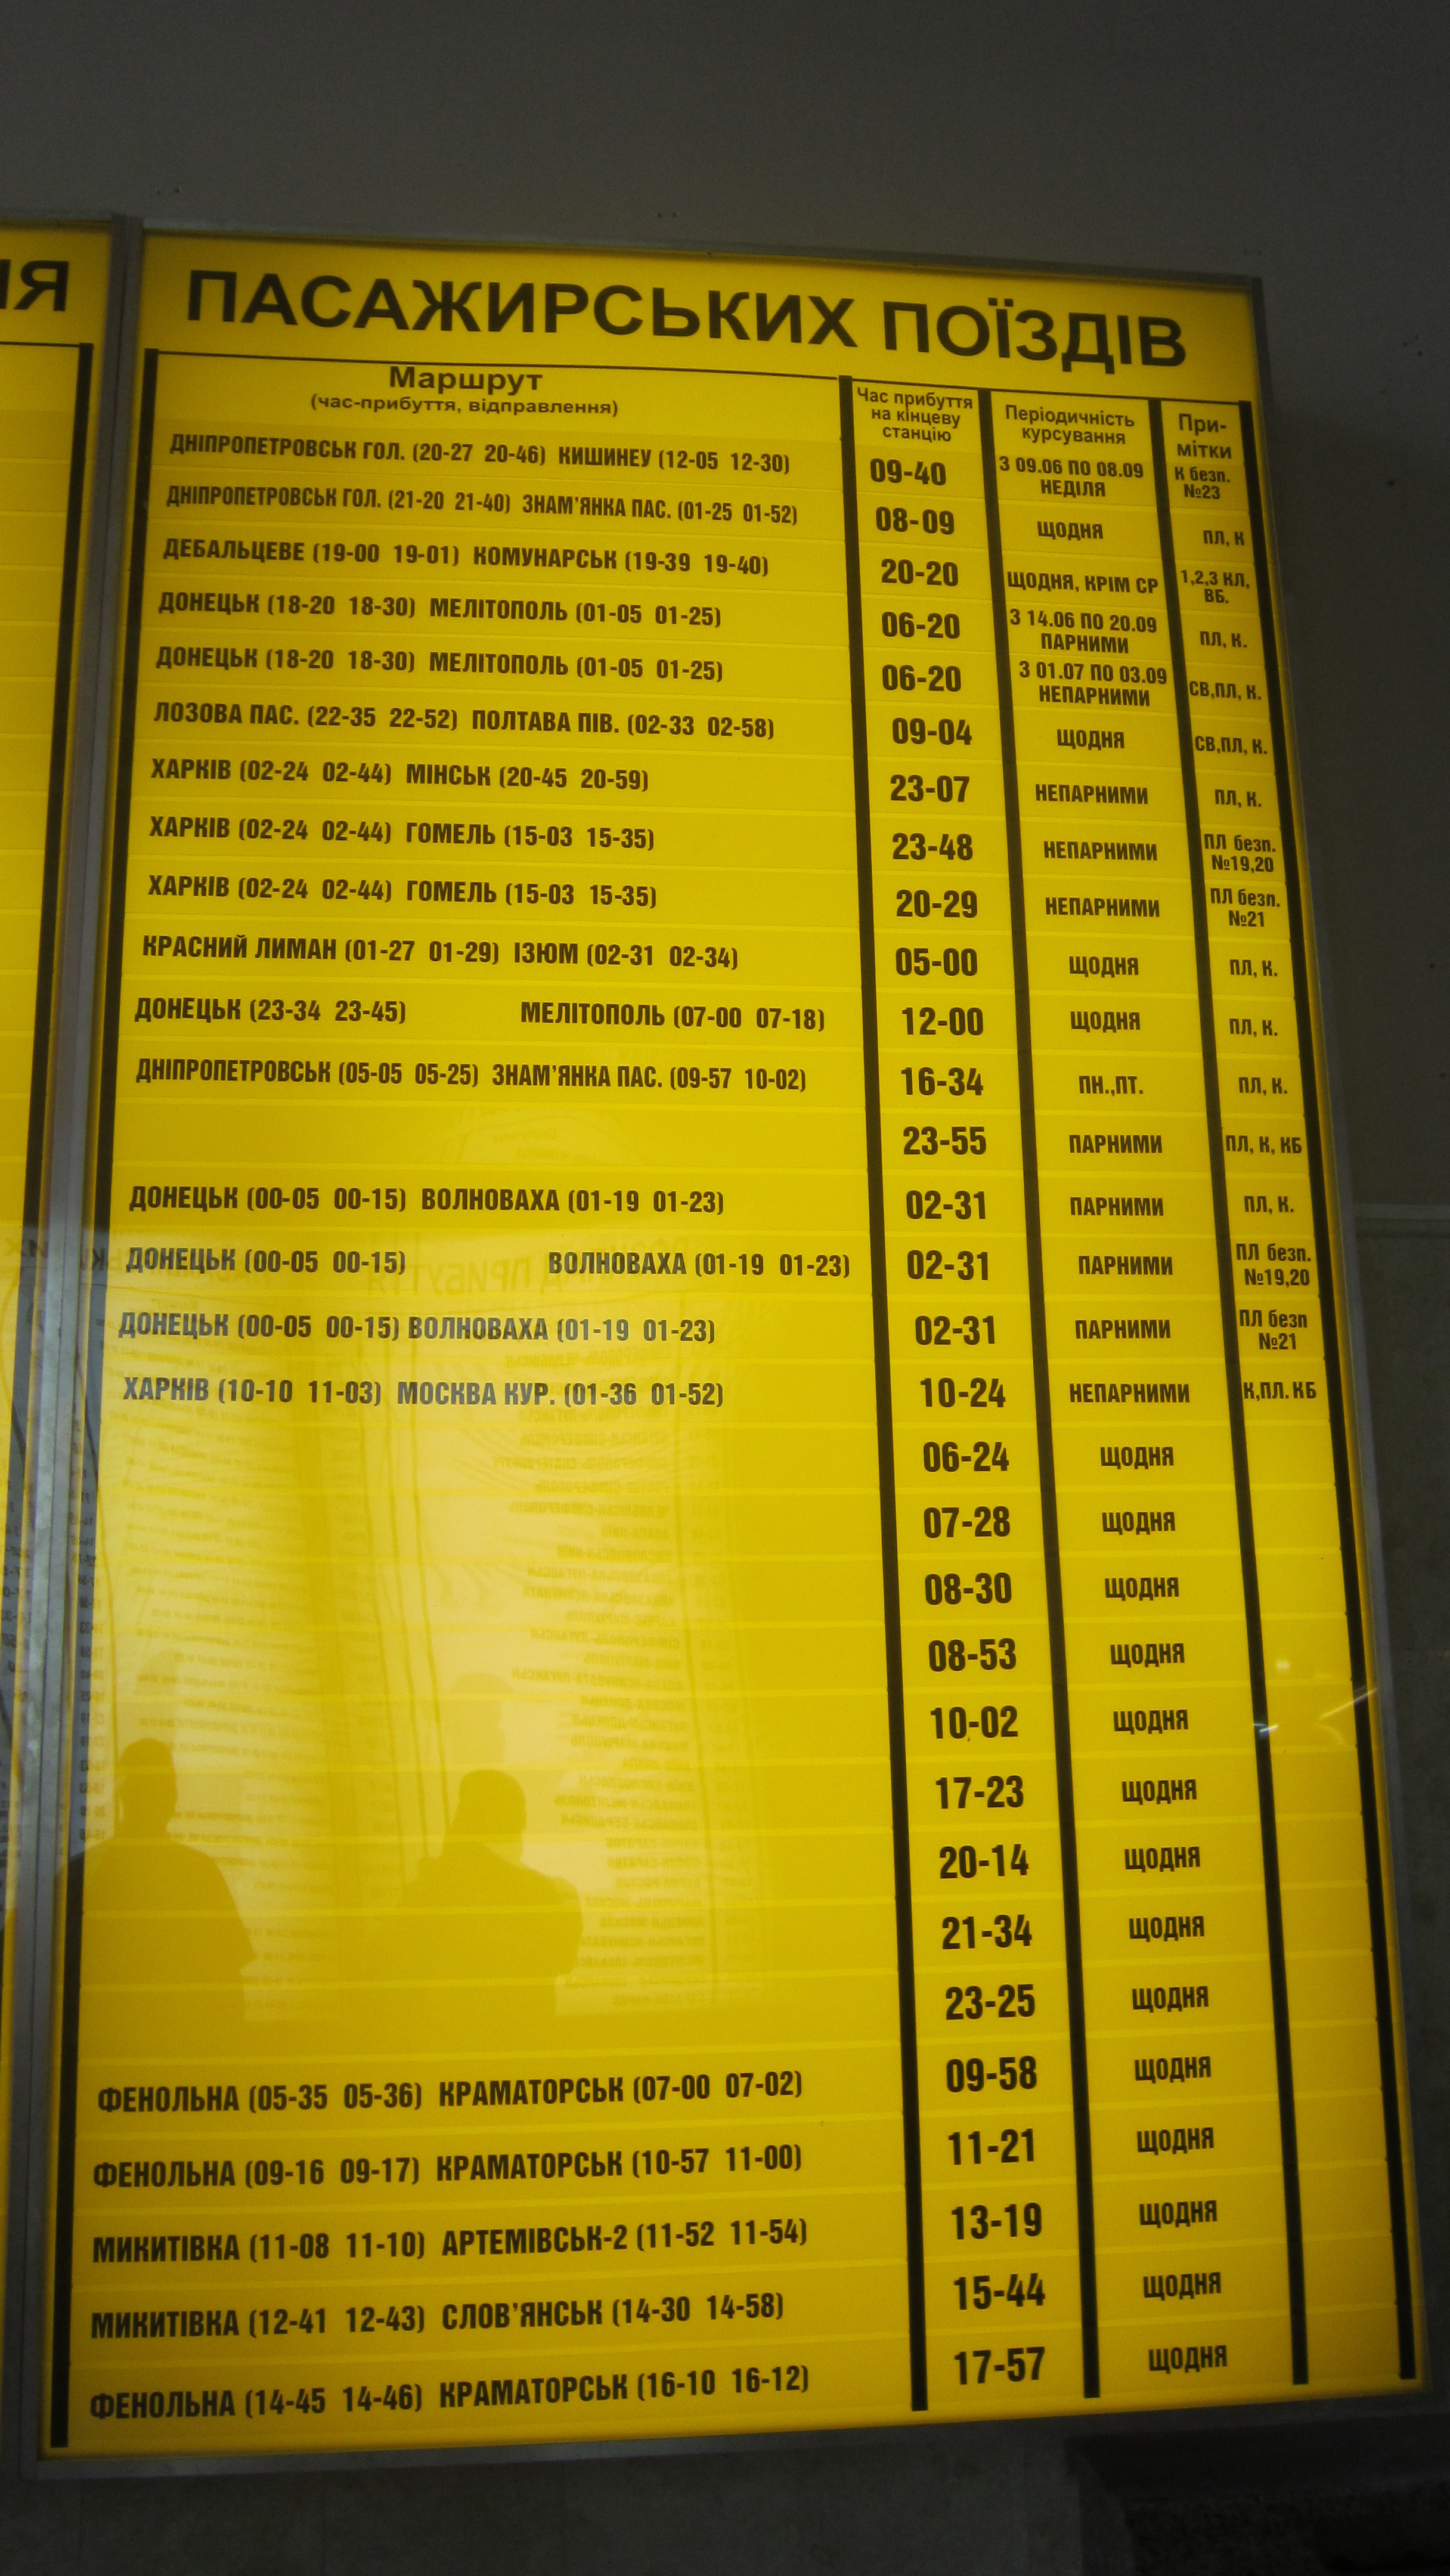 ПАСАЖИРСЬКИХ ПОЇЗДІВ
Маршрут
(час-прибуття, відправлення)
Час прибуття
на кінцеву
станцію
Періодичність
курсування
При-
мітки
ДНІПРОПЕТРОВСЬК ГОЛ. (20-27 20-46) КИШИНЕУ (12-05 12-30) 09-40 З 09.06 ПО 08.09 К безп.
НЕДІЛЯ №23
ДНІПРОПЕТРОВСЬК ГОЛ. (21-20 21-40) ЗНАМ'ЯНКА ПАС. (01-25 01-52) 08-09 ЩОДНЯ ПЛ, К
ДЕБАЛЬЦЕВЕ (19-00 19-01) КОМУНАРСЬК (19-39 19-40) 20-20 ЩОДНЯ, КРІМ СР 1,2,3 КЛ,
ВБ.
ДОНЕЦЬК (18-20 18-30) МЕЛІТОПОЛЬ (01-05 01-25) 06-20 З 14.06 ПО 20.09 ПЛ, К.
ПАРНИМИ
ДОНЕЦЬК (18-20 18-30) МЕЛІТОПОЛЬ (01-05 01-25) 06-20 З 01.07 ПО 03.09 СВ,ПЛ, К.
НЕПАРНИМИ
ЛОЗОВА ПАС. (22-35 22-52) ПОЛТАВА ПІВ. (02-33 02-58) 09-04 ЩОДНЯ СВ,ПЛ, К.
ХАРКІВ (02-24 02-44) МІНСЬК (20-45 20-59) 23-07 НЕПАРНИМИ ПЛ, К.
ХАРКІВ (02-24 02-44) ГОМЕЛЬ (15-03 15-35) 23-48 НЕПАРНИМИ ПЛ безп.
№19,20
ХАРКІВ (02-24 02-44) ГОМЕЛЬ (15-03 15-35) 20-29 НЕПАРНИМИ ПЛ безп.
№21
КРАСНИЙ ЛИМАН (01-27 01-29) ІЗЮМ (02-31 02-34) 05-00 ЩОДНЯ ПЛ, К.
ДОНЕЦЬК (23-34 23-45) МЕЛІТОПОЛЬ (07-00 07-18) 12-00 ЩОДНЯ ПЛ, К.
ДНІПРОПЕТРОВСЬК (05-05 05-25) ЗНАМ'ЯНКА ПАС. (09-57 10-02) 16-34 ПН.,ПТ. ПЛ, К.
23-55 ПАРНИМИ ПЛ, К, КБ
ДОНЕЦЬК (00-05 00-15) ВОЛНОВАХА (01-19 01-23) 02-31 ПАРНИМИ ПЛ, К.
ДОНЕЦЬК (00-05 00-15) ВОЛНОВАХА (01-19 01-23) 02-31 ПАРНИМИ ПЛ безп.
№19,20
ДОНЕЦЬК (00-05 00-15) ВОЛНОВАХА (01-19 01-23) 02-31 ПАРНИМИ ПЛ безп
№21
ХАРКІВ (10-10 11-03) МОСКВА КУР. (01-36 01-52) 10-24 НЕПАРНИМИ К,ПЛ. КБ
06-24 ЩОДНЯ
07-28 ЩОДНЯ
08-30 ЩОДНЯ
08-53 ЩОДНЯ
10-02 ЩОДНЯ
17-23 ЩОДНЯ
20-14 ЩОДНЯ
21-34 ЩОДНЯ
23-25 ЩОДНЯ
ФЕНОЛЬНА (05-35 05-36) КРАМАТОРСЬК (07-00 07-02) 09-58 ЩОДНЯ
ФЕНОЛЬНА (09-16 09-17) КРАМАТОРСЬК (10-57 11-00) 11-21 ЩОДНЯ
МИКИТІВКА (11-08 11-10) АРТЕМІВСЬК-2 (11-52 11-54) 13-19 ЩОДНЯ
МИКИТІВКА (12-41 12-43) СЛОВ'ЯНСЬК (14-30 14-58) 15-44 ЩОДНЯ
ФЕНОЛЬНА (14-45 14-46) КРАМАТОРСЬК (16-10 16-12) 17-57 ЩОДНЯ